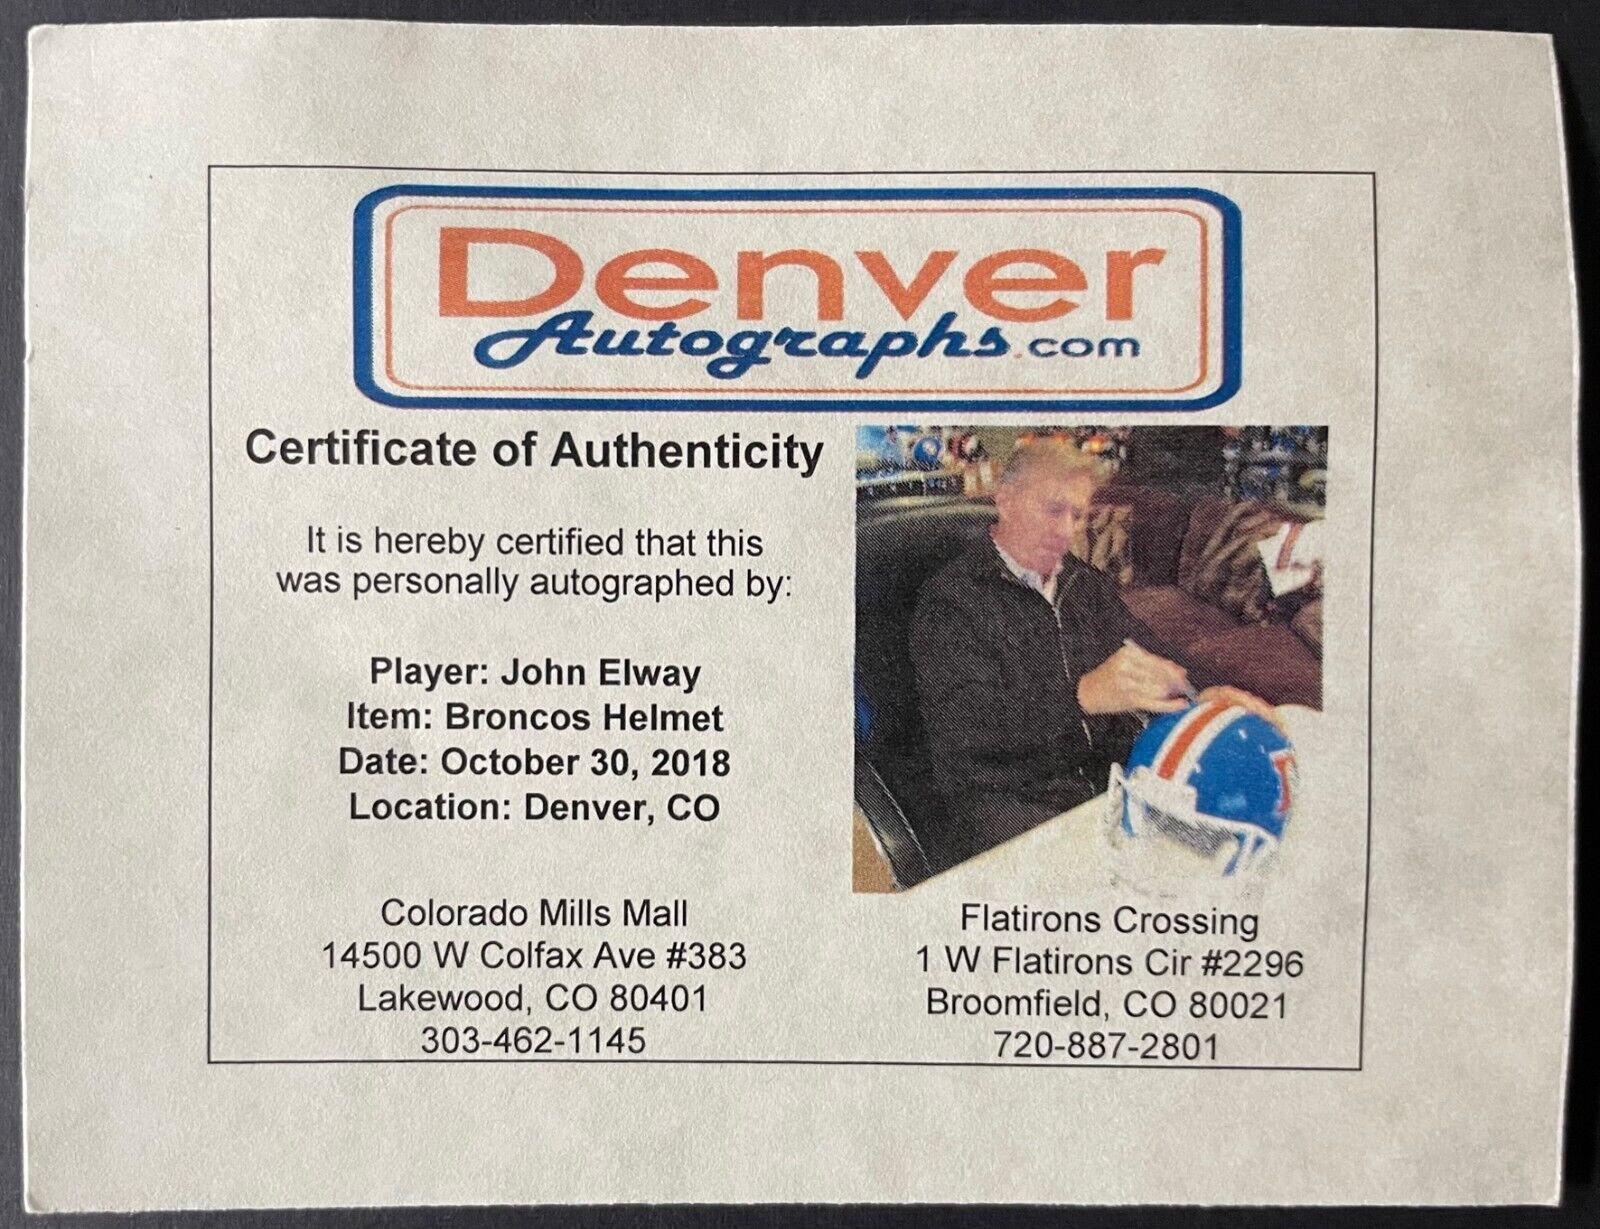 Denver
Autographs.com
Certificate of Authenticity
It is hereby certified that this
was personally autographed by:
Player: John Elway
Item: Broncos Helmet
Date: October 30, 2018
Location: Denver, CO
Colorado Mills Mall
14500 W Colfax Ave #383
Lakewood, CO 80401
303-462-1145
Flatirons Crossing
1 W Flatirons Cir #2296
Broomfield, CO 80021
720-887-2801